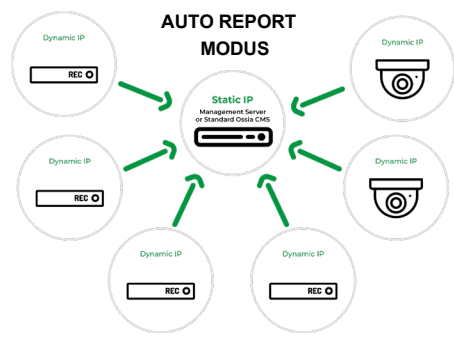 AUTO REPORT
MODUS
Dynamic IP
REC
Dynamic IP
Static IP
Management Server
or Standard Ossia CMS
Dynamic IP
REC
Dynamic IP
Dynamic IP
REC
Dynamic IP
REC